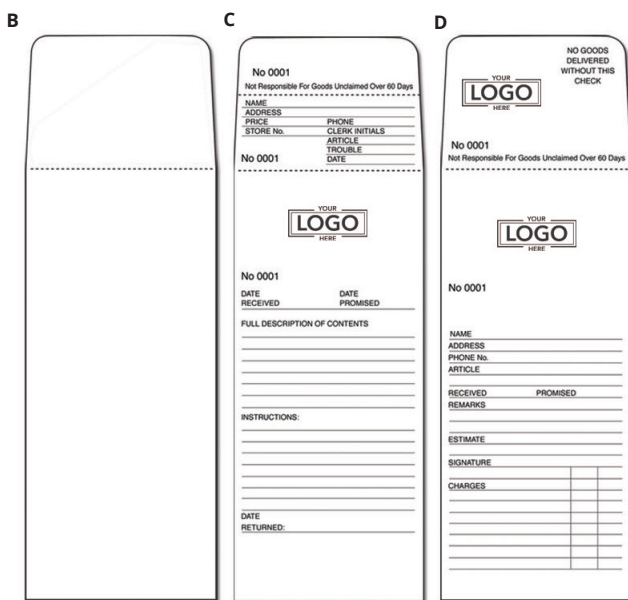 B
C
No 0001
Not Responsible For Goods Unclaimed Over 60 Days
NAME
ADDRESS
PRICE PHONE
STORE No. CLERK INITIALS
ARTICLE
TROUBLE
No 0001 DATE
YOUR
LOGO
HERE
No 0001
DATE DATE
RECEIVED PROMISED
FULL DESCRIPTION OF CONTENTS
INSTRUCTIONS:
DATE
RETURNED:
D
NO GOODS
DELIVERED
WITHOUT THIS
CHECK
YOUR
LOGO
HERE
No 0001
Not Responsible For Goods Unclaimed Over 60 Days
YOUR
LOGO
HERE
No 0001
NAME
ADDRESS
PHONE No.
ARTICLE
RECEIVED PROMISED
REMARKS
ESTIMATE
SIGNATURE
CHARGES